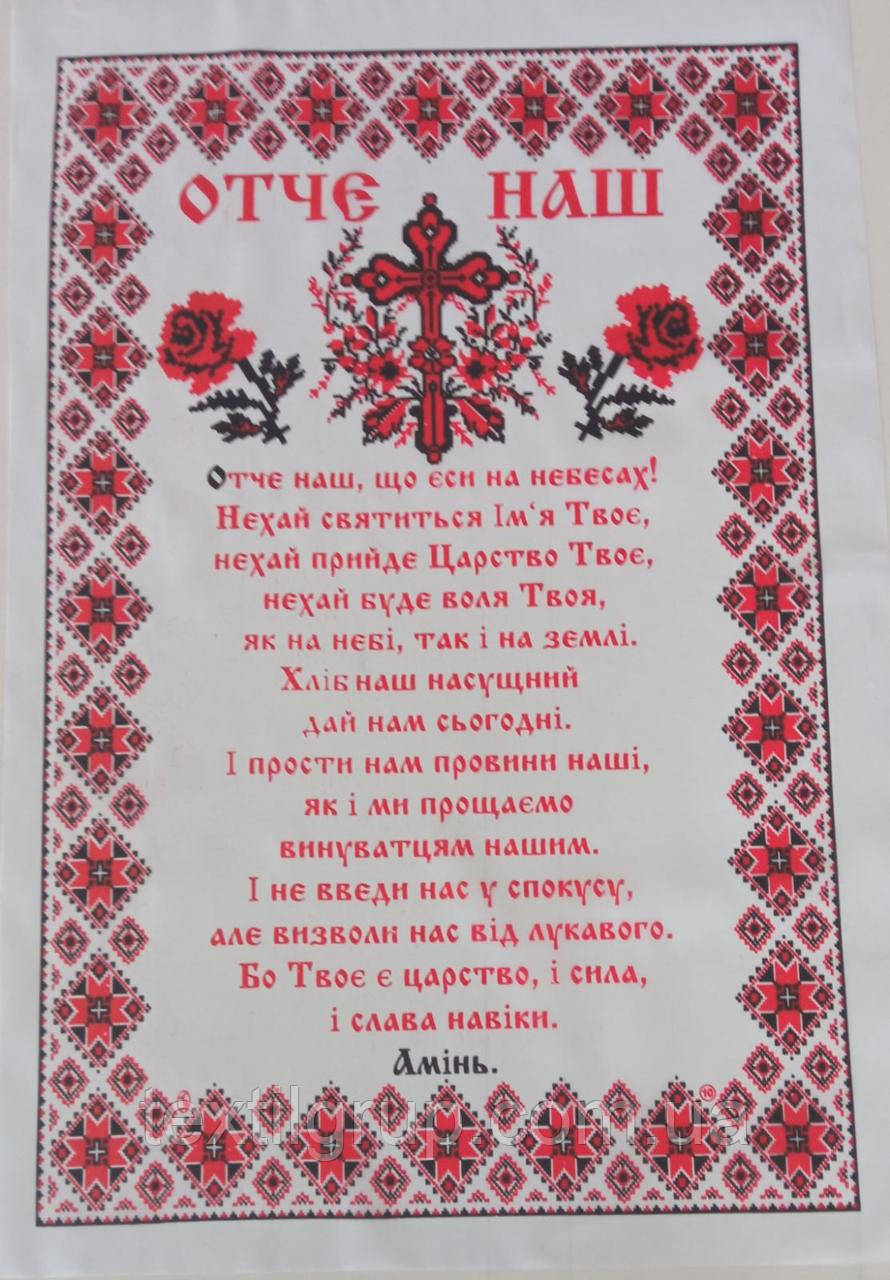 ОТЧЕ НАШ
Отче наш, що єси на небесах!
Нехай святиться Ім‘я Твоє,
нехай прийде Царство Твоє,
нехай буде воля Твоя,
як на небі, так і на землі.
Хліб наш насущний
дай нам сьогодні.
І прости нам провини наші,
як і ми прощаємо
винуватцям нашим.
І не введи нас у спокусу,
але визволи нас від лукавого.
Бо Твоє є царство, і сила,
і слава навіки.
Амінь.
10
textilgrup.com.ua